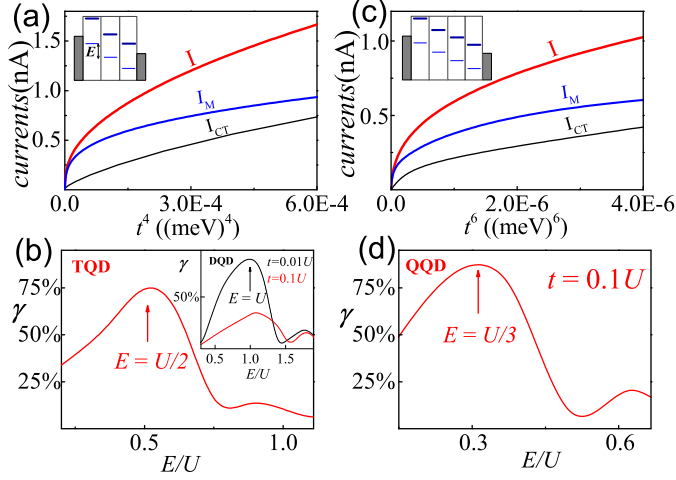 (a)
currents(nA)
1.5
1.0
0.5
E
I
I_M
I_CT
0.0
3.0E-4
6.0E-4
t^4 ((meV)^4)
(c)
currents(nA)
1.0
0.5
I
I_M
I_CT
0.0
2.0E-6
4.0E-6
t^6 ((meV)^6)
(b)
TQD
γ
75%
50%
25%
E = U/2
0.5
1.0
E/U
DQD
γ
50%
t=0.01U
t=0.1U
E = U
0.5
1.0
1.5
E/U
(d)
QQD
γ
75%
50%
25%
t = 0.1U
E = U/3
0.3
0.6
E/U